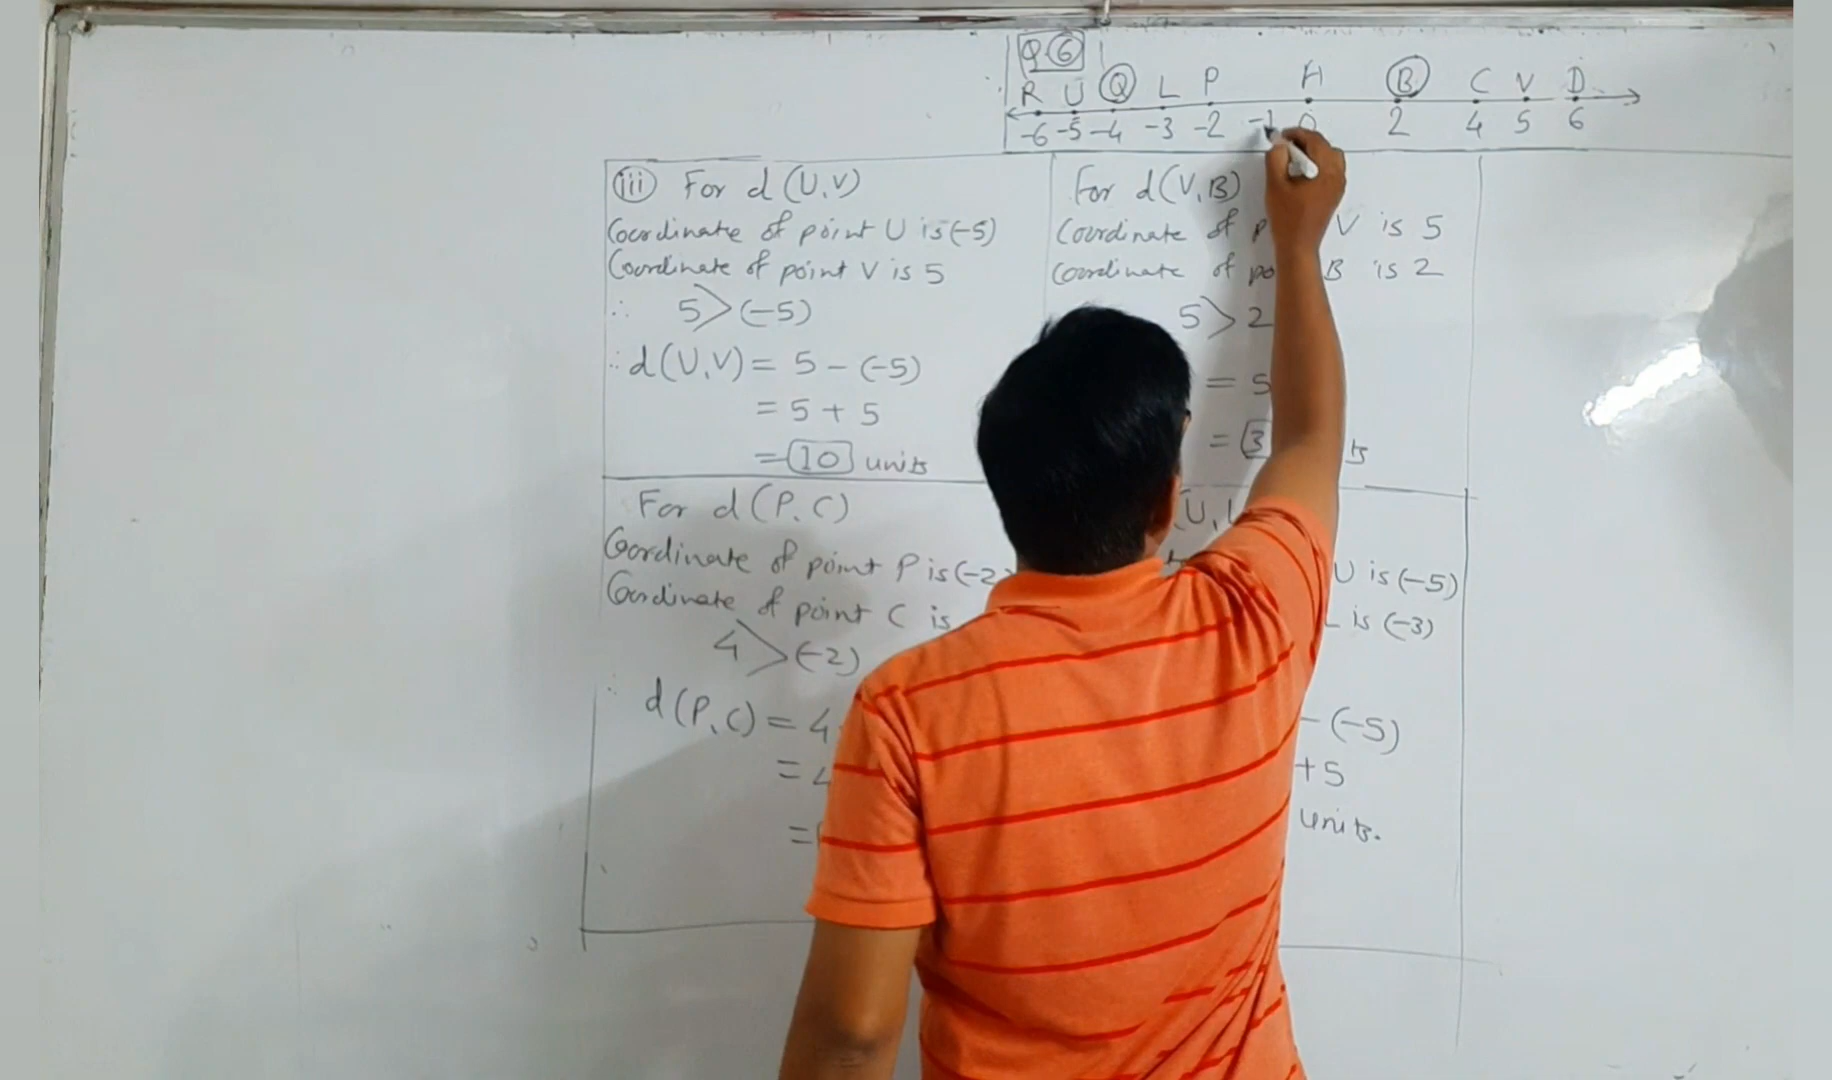 Q.6
R U Q L P A B C V D
-6 -5 -4 -3 -2 -1 0 2 4 5 6
(iii) For d(U,V)
Coordinate of point U is (-5)
Coordinate of point V is 5
∴ 5 > (-5)
∴ d(U,V) = 5 - (-5)
= 5 + 5
= 10 units
For d(V,B)
Coordinate of V is 5
Coordinate of B is 2
5 > 2
= 5
= 3
For d(P,C)
Coordinate of point P is (-2
Coordinate of point C is
4 > (-2)
∴ d(P,C) = 4
=
=
(U,L
U is (-5)
L is (-3)
- (-5)
+5
units.